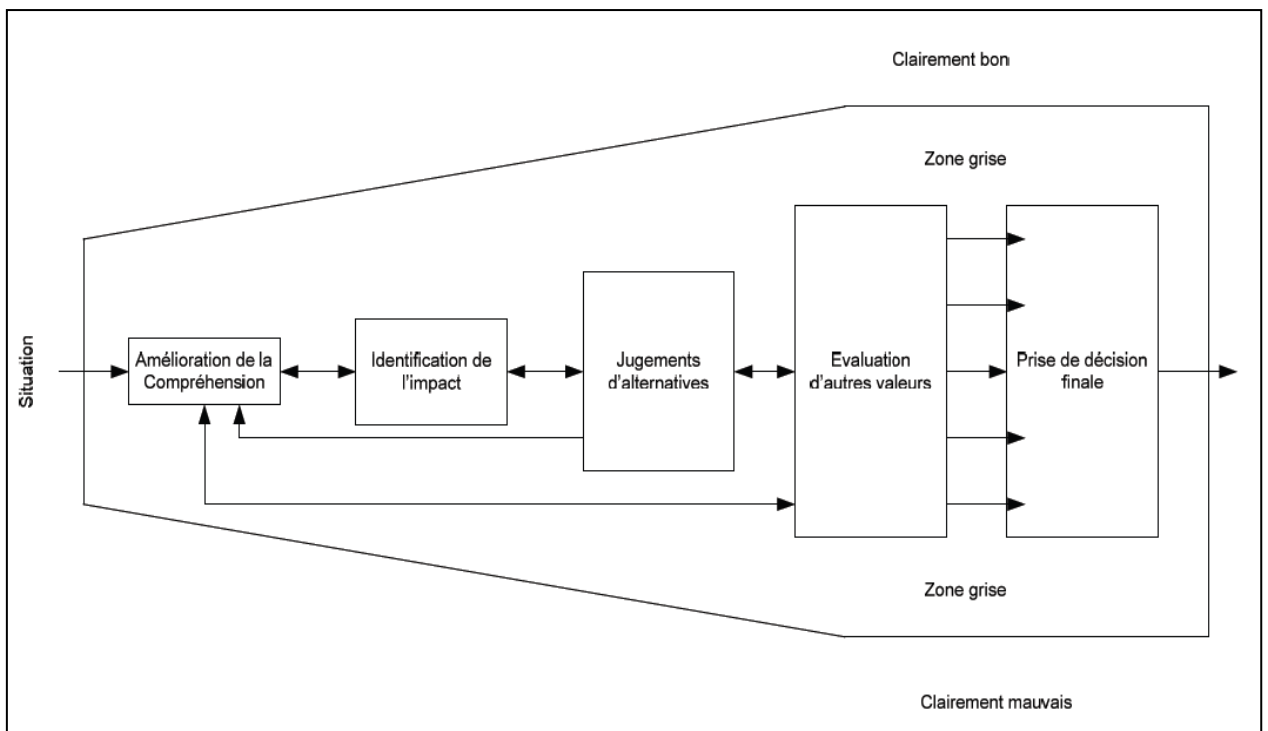 Clairement bon
Zone grise
Situation
Amélioration de la
Compréhension
Identification de
l'impact
Jugements
d'alternatives
Evaluation
d'autres valeurs
Prise de décision
finale
Zone grise
Clairement mauvais